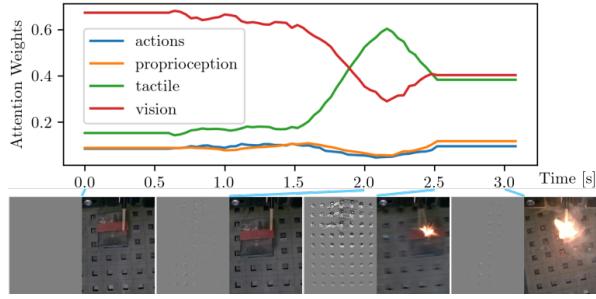 Attention Weights
0.6
0.4
0.2
actions
proprioception
tactile
vision
0.0 0.5 1.0 1.5 2.0 2.5 3.0 Time [s]